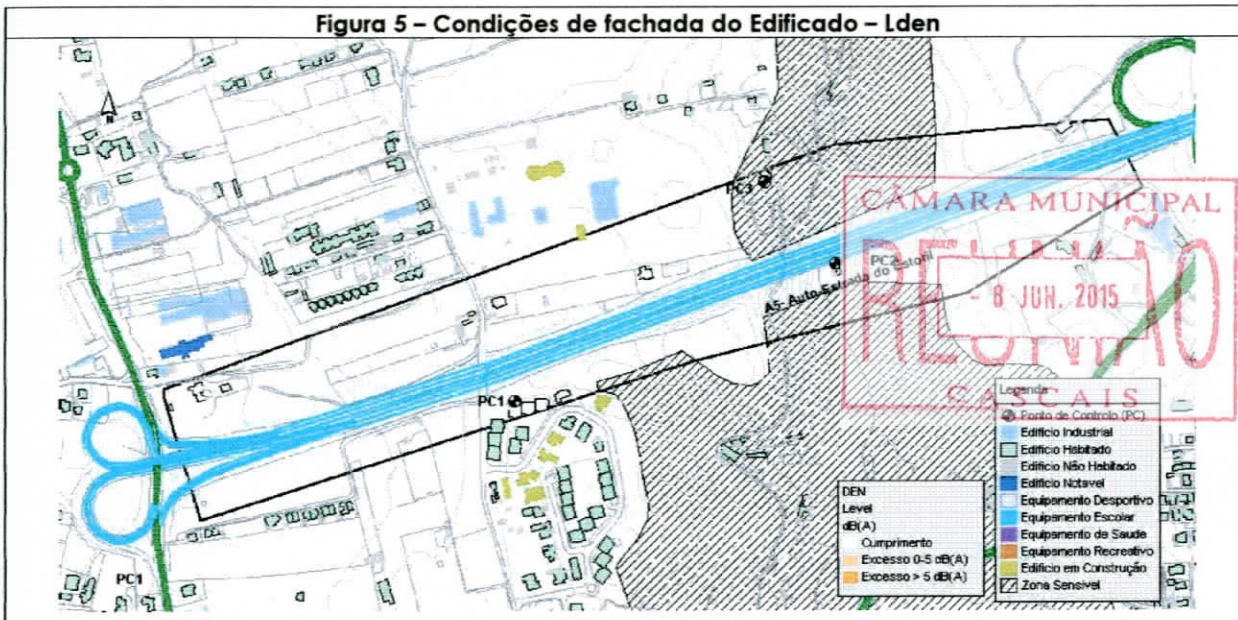 Figura 5 – Condições de fachada do Edificado – Lden
N
PC3
CÂMARA MUNICIPAL
REUNIÃO
PC2
A5- Auto-Estrada do Estoril
- 8 JUN. 2015
CASCAIS
PC1
PC1
DEN
Level
dB(A)
Cumprimento
Excesso 0-5 dB(A)
Excesso > 5 dB(A)
Legenda
Ponto de Controlo (PC)
Edifício Industrial
Edifício Habitado
Edifício Não Habitado
Edifício Notavel
Equipamento Desportivo
Equipamento Escolar
Equipamento de Saude
Equipamento Recreativo
Edifício em Construção
Zona Sensivel